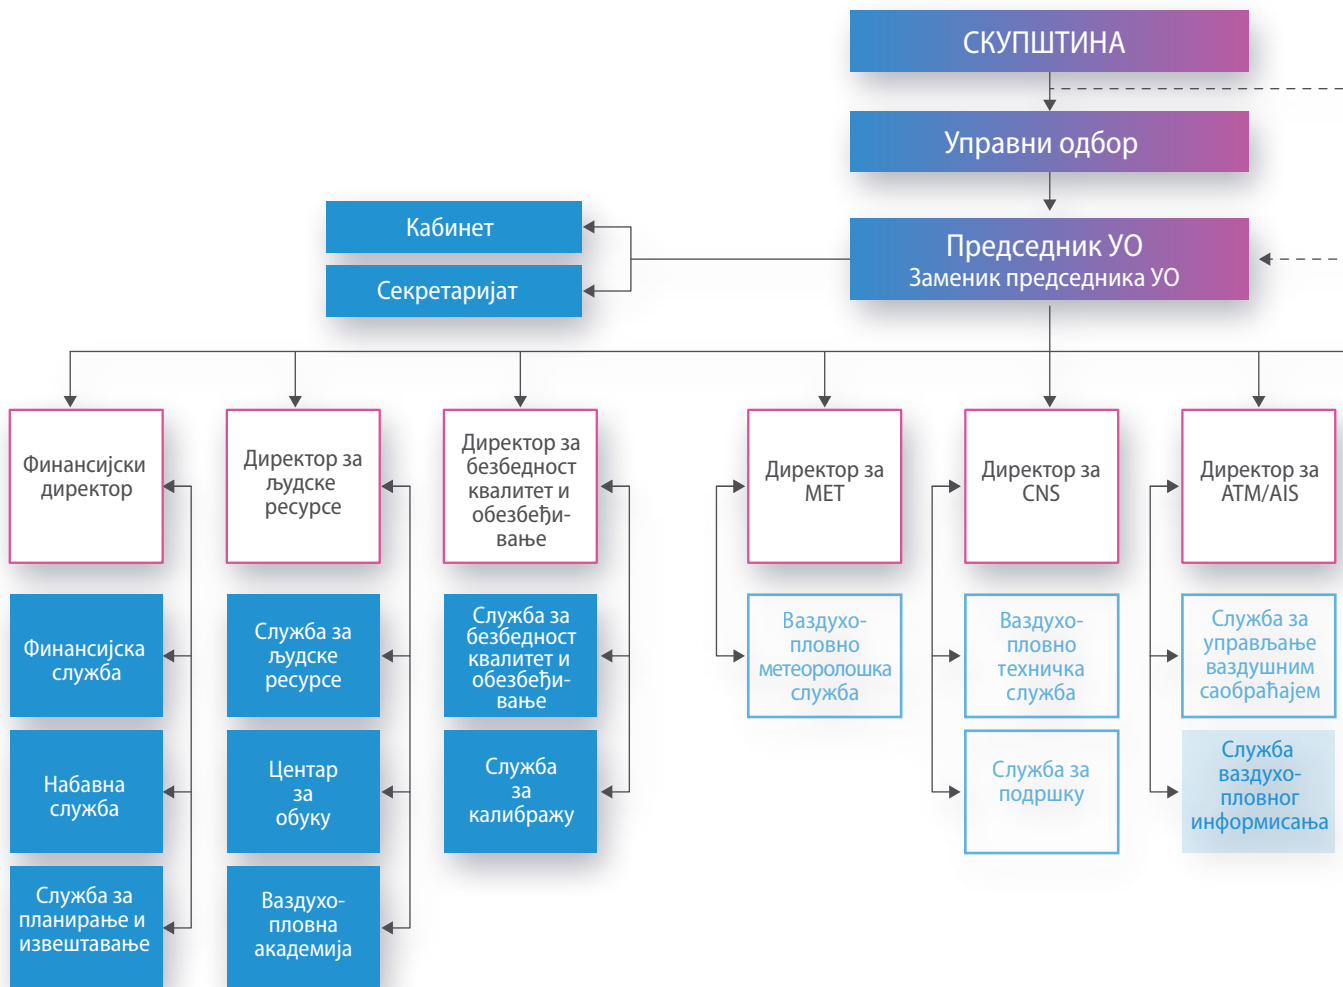 СКУПШТИНА
Управни одбор
Председник УО
Заменик председника УО
Кабинет
Секретаријат
Финансијски
директор
Директор за
људске
ресурсе
Директор за
безбедност
квалитет и
обезбеђи-
вање
Директор за
MET
Директор за
CNS
Директор за
ATM/AIS
Финансијска
служба
Служба за
људске
ресурсе
Служба за
безбедност
квалитет и
обезбеђи-
вање
Ваздухо-
пловно
метеоролошка
служба
Ваздухо-
пловно
техничка
служба
Служба за
управљање
ваздушним
саобраћајем
Набавна
служба
Центар
за
обуку
Служба
за
калибражу
Служба за
подршку
Служба
ваздухо-
пловног
информисања
Служба за
планирање и
извештавање
Ваздухо-
пловна
академија